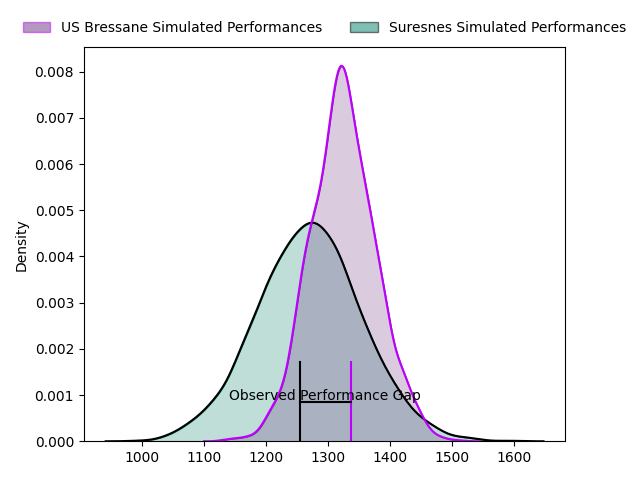 US Bressane Simulated Performances Suresnes Simulated Performances
0.008
0.007
0.006
0.005
0.004
0.003
0.002
0.001
0.000
Density
Observed Performance Gap
1000 1100 1200 1300 1400 1500 1600